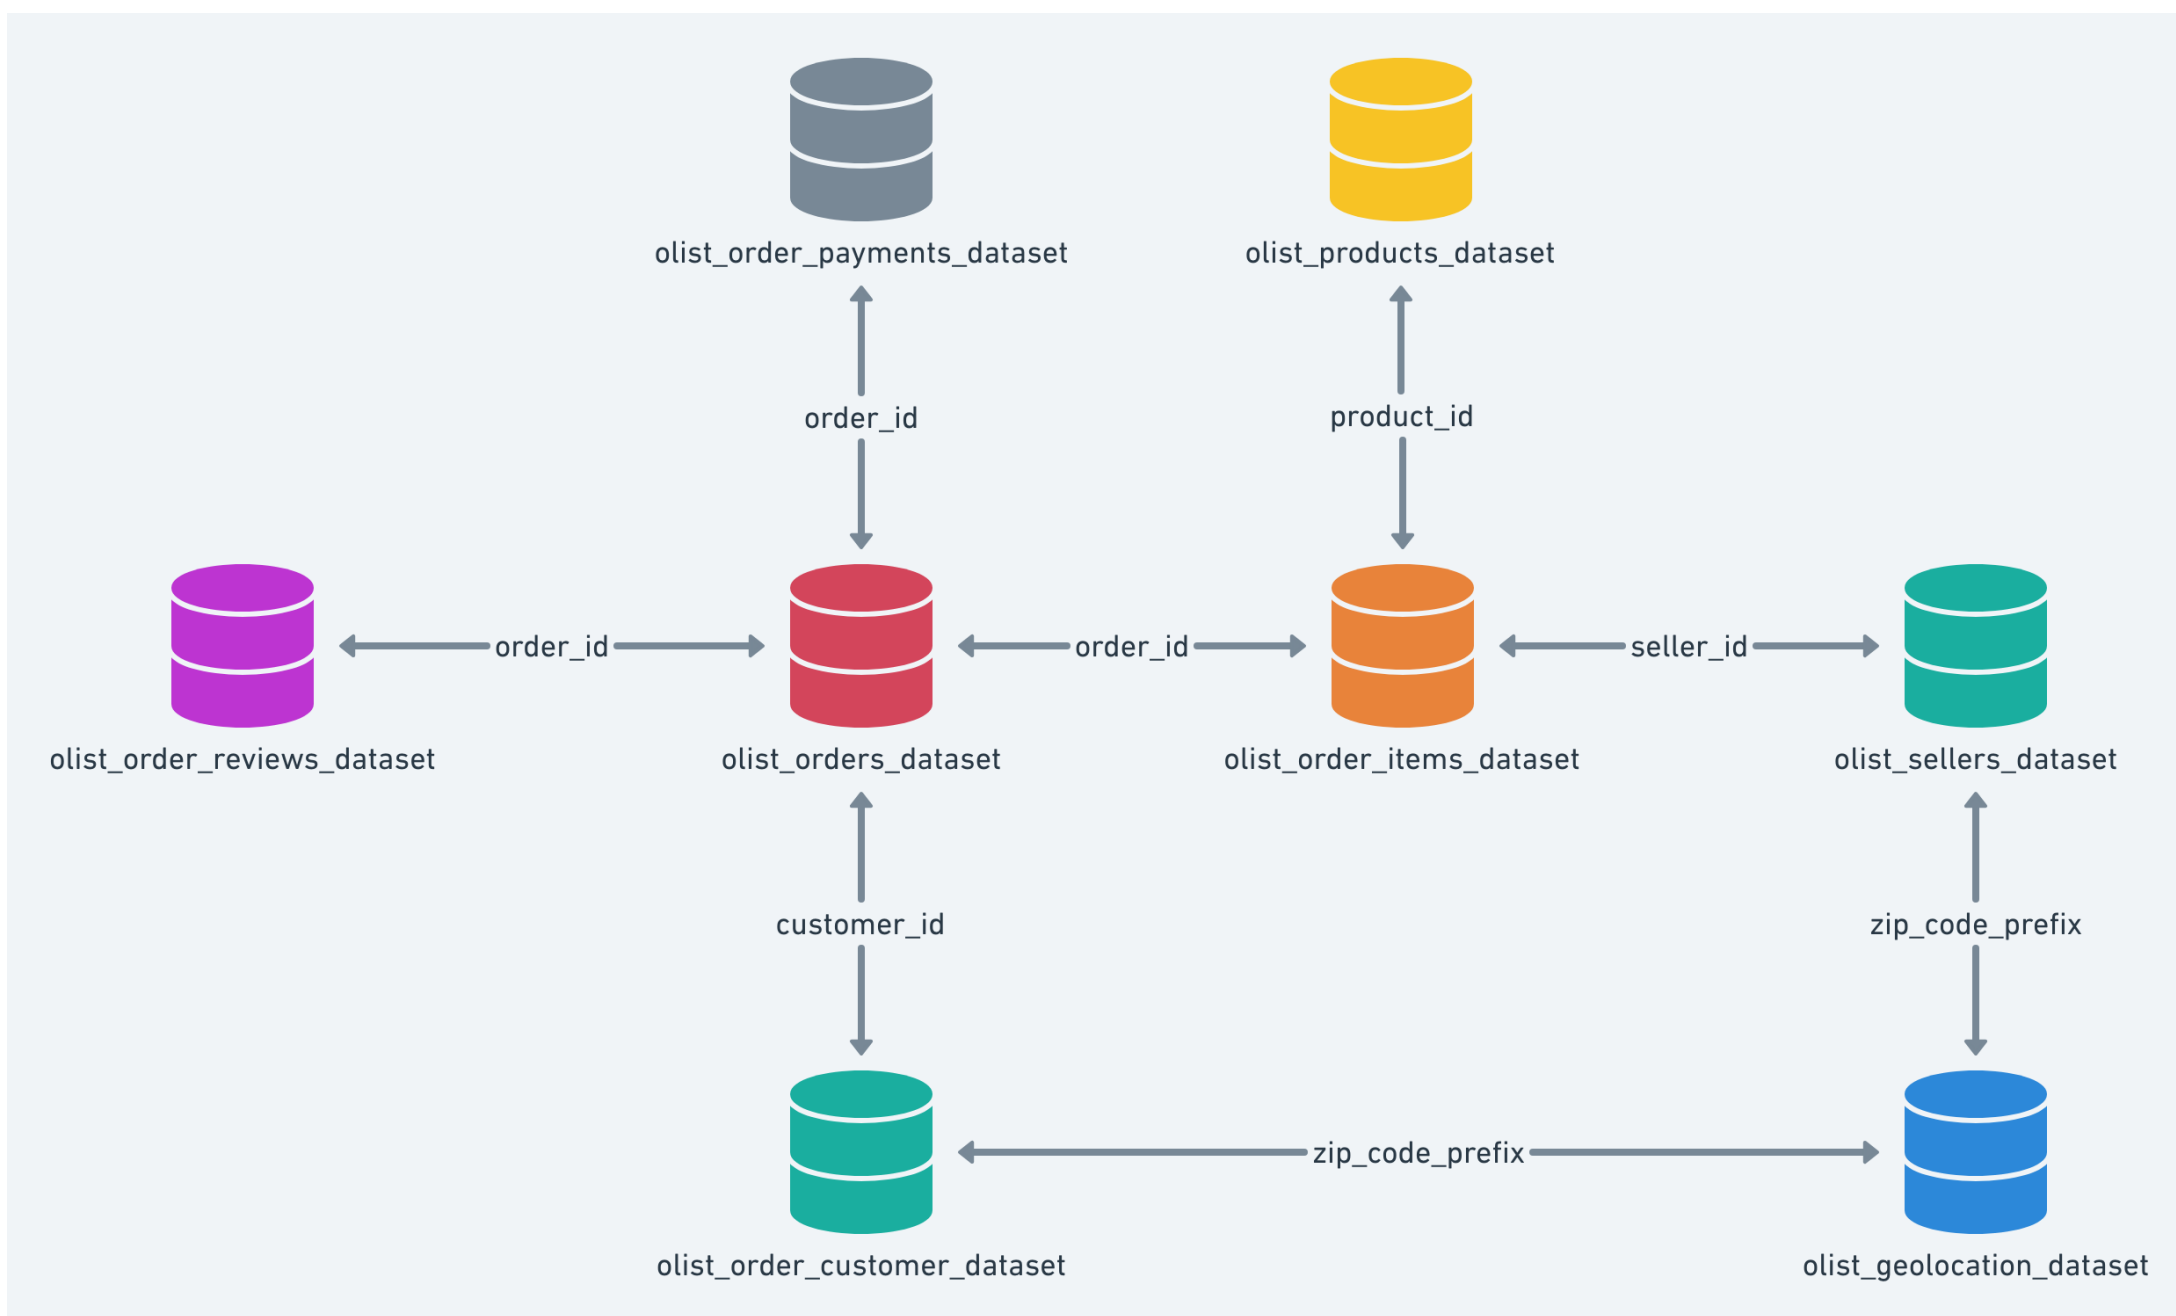 olist_order_payments_dataset
olist_products_dataset
order_id
product_id
order_id
order_id
seller_id
olist_order_reviews_dataset
olist_orders_dataset
olist_order_items_dataset
olist_sellers_dataset
customer_id
zip_code_prefix
zip_code_prefix
olist_order_customer_dataset
olist_geolocation_dataset